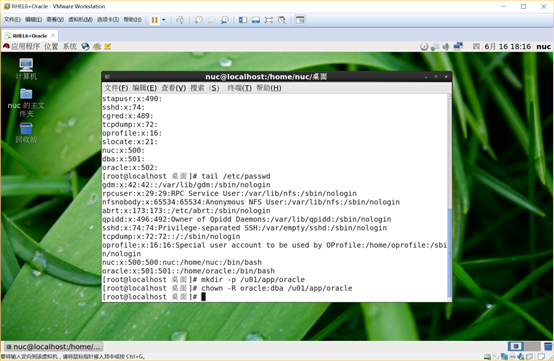 RHEL6+Oracle - VMware Workstation
文件(F) 编辑(E) 查看(V) 虚拟机(M) 选项卡(T) 帮助(H)
RHEL6+Oracle
应用程序 位置 系统
四 6月 16 18:16 nuc
计算机
nuc 的主文件夹
回收站
nuc@localhost:/home/nuc/桌面
文件(F) 编辑(E) 查看(V) 搜索 (S) 终端(T) 帮助(H)
stapusr:x:490:
sshd:x:74:
cgred:x:489:
tcpdump:x:72:
oprofile:x:16:
slocate:x:21:
nuc:x:500:
dba:x:501:
oracle:x:502:
[root@localhost 桌面]# tail /etc/passwd
gdm:x:42:42::/var/lib/gdm:/sbin/nologin
rpcuser:x:29:29:RPC Service User:/var/lib/nfs:/sbin/nologin
nfsnobody:x:65534:65534:Anonymous NFS User:/var/lib/nfs:/sbin/nologin
abrt:x:173:173::/etc/abrt:/sbin/nologin
qpidd:x:496:492:Owner of Qpidd Daemons:/var/lib/qpidd:/sbin/nologin
sshd:x:74:74:Privilege-separated SSH:/var/empty/sshd:/sbin/nologin
tcpdump:x:72:72::/:/sbin/nologin
oprofile:x:16:16:Special user account to be used by OProfile:/home/oprofile:/sbi
n/nologin
nuc:x:500:500:nuc:/home/nuc:/bin/bash
oracle:x:501:501::/home/oracle:/bin/bash
[root@localhost 桌面]# mkdir -p /u01/app/oracle
[root@localhost 桌面]# chown -R oracle:dba /u01/app/oracle
[root@localhost 桌面]#
nuc@localhost:/home/...
要将输入定向到该虚拟机，请将鼠标指针移入其中或按 Ctrl+G。